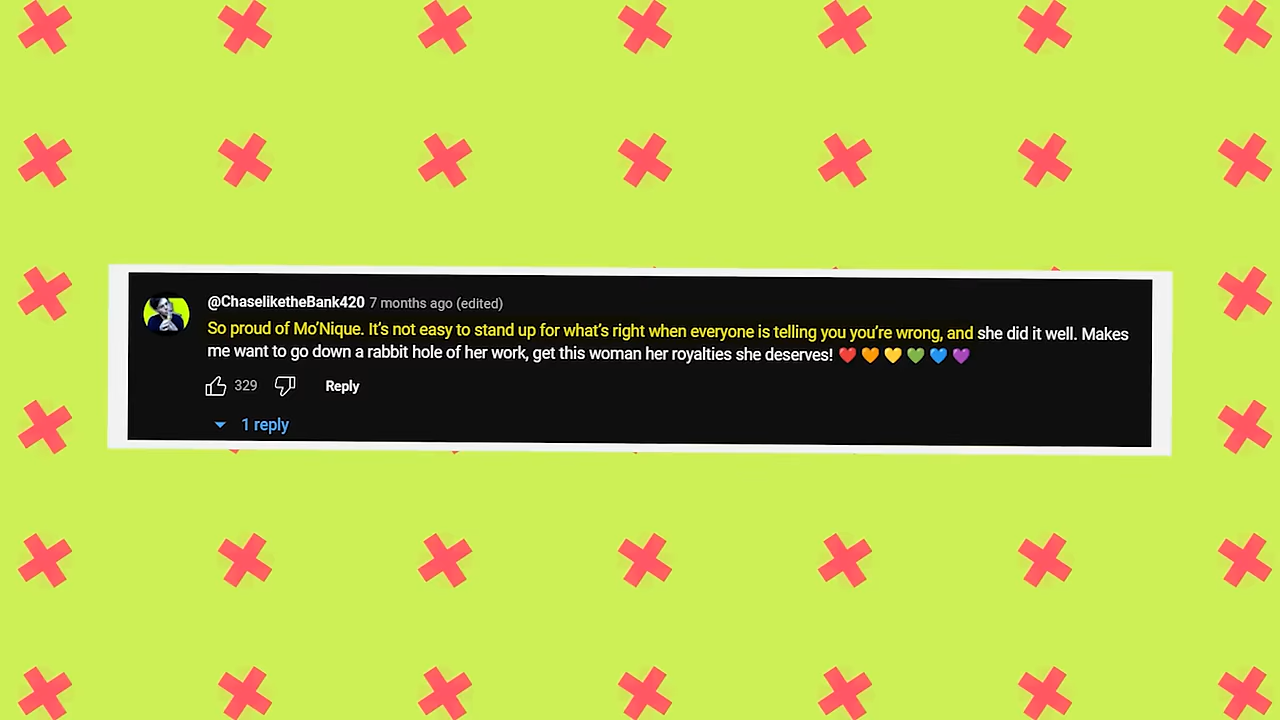 @ChaseliketheBank420 7 months ago (edited)
So proud of Mo’Nique. It’s not easy to stand up for what’s right when everyone is telling you you’re wrong, and she did it well. Makes
me want to go down a rabbit hole of her work, get this woman her royalties she deserves! ❤️ 🧡 💛 💚 💙 💜
329 Reply
1 reply